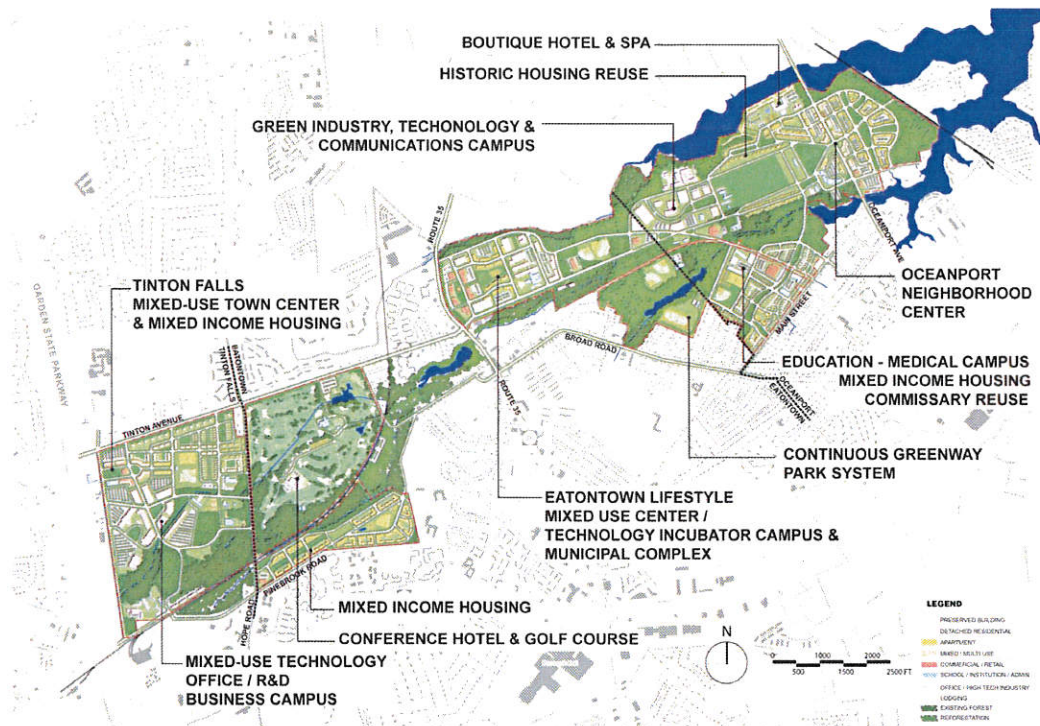 BOUTIQUE HOTEL & SPA
HISTORIC HOUSING REUSE
GREEN INDUSTRY, TECHONOLOGY &
COMMUNICATIONS CAMPUS
ROUTE 35
OCEANPORT AVE
OCEANPORT
NEIGHBORHOOD
CENTER
TINTON FALLS
MIXED-USE TOWN CENTER
& MIXED INCOME HOUSING
GARDEN STATE PARKWAY
EATONTOWN
TINTON FALLS
MAIN STREET
BROAD ROAD
EDUCATION - MEDICAL CAMPUS
MIXED INCOME HOUSING
COMMISSARY REUSE
OCEANPORT
EATONTOWN
ROUTE 35
TINTON AVENUE
CONTINUOUS GREENWAY
PARK SYSTEM
EATONTOWN LIFESTYLE
MIXED USE CENTER /
TECHNOLOGY INCUBATOR CAMPUS &
MUNICIPAL COMPLEX
PINEBROOK ROAD
HOPE ROAD
MIXED INCOME HOUSING
CONFERENCE HOTEL & GOLF COURSE
MIXED-USE TECHNOLOGY
OFFICE / R&D
BUSINESS CAMPUS
N
0 1000 2000
500 1500 2500 FT
LEGEND
PRESERVED BUILDING
DETACHED RESIDENTIAL
APARTMENT
MIXED / MULTI USE
COMMERCIAL / RETAIL
SCHOOL / INSTITUTION / ADMIN
OFFICE / HIGH TECH INDUSTRY
LODGING
EXISTING FOREST
REFORESTATION